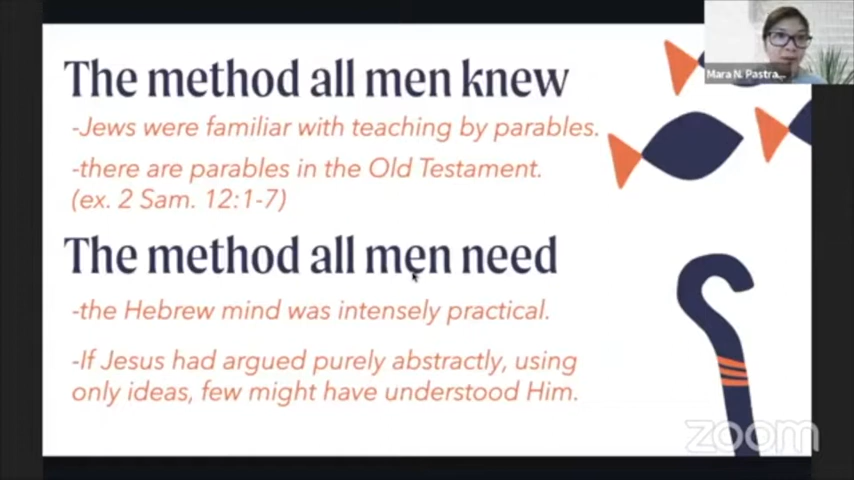 The method all men knew
-Jews were familiar with teaching by parables.
-there are parables in the Old Testament.
(ex. 2 Sam. 12:1-7)
The method all men need
-the Hebrew mind was intensely practical.
-If Jesus had argued purely abstractly, using
only ideas, few might have understood Him.
Mara N. Pastra...
zoom